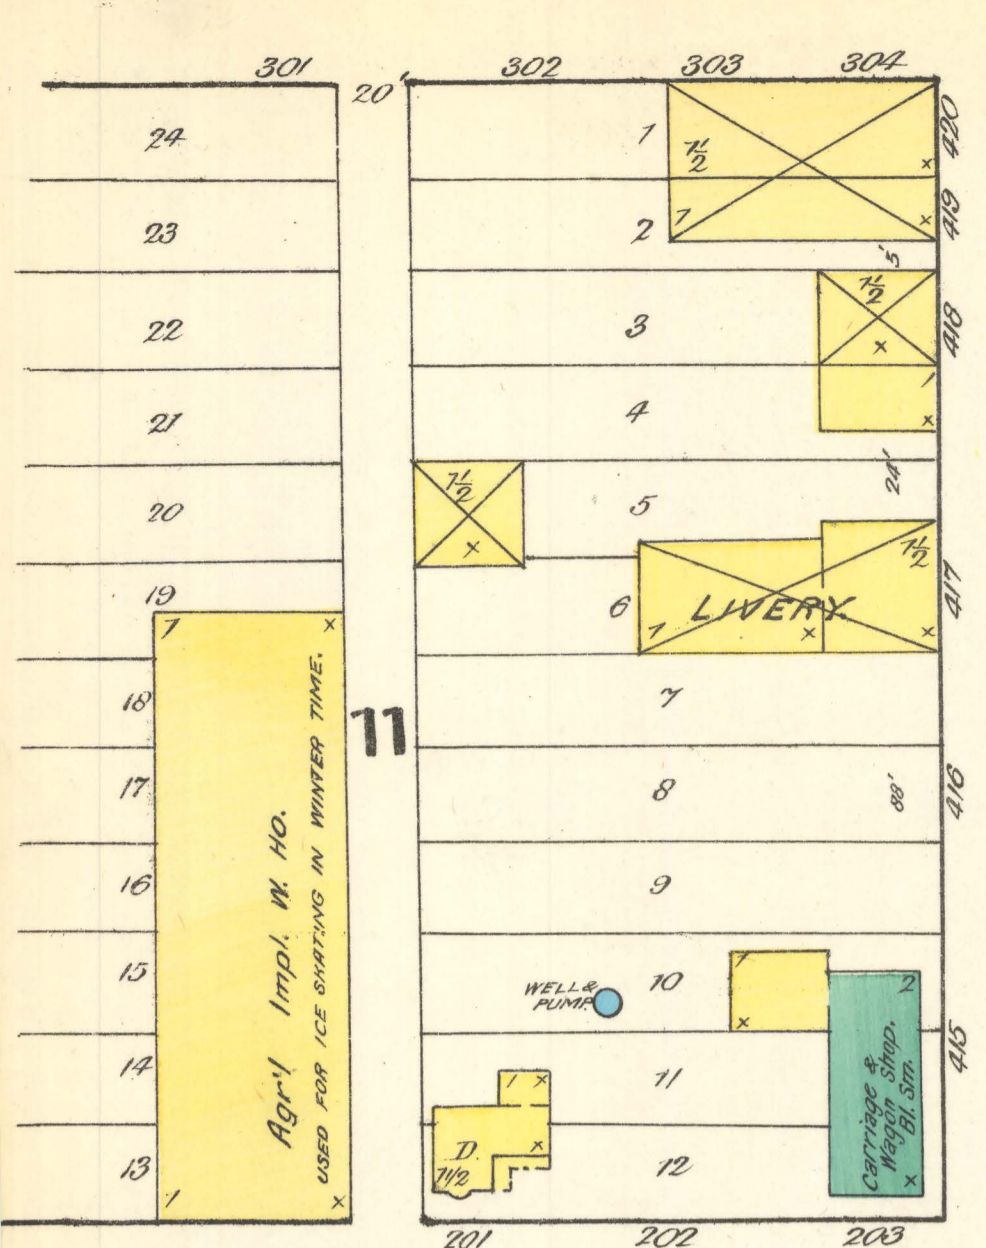 301
20'
302
303
304
24
1
1½
x
420
23
2
1
x
419
5'
22
3
1½
x
418
21
4
1
x
24'
20
1½
x
5
1½
417
19
6
LIVERY.
1
x
x
1
x
18
7
11
17
8
88'
416
16
9
15
WELL &
PUMP
10
1
x
2
415
14
1
x
11
13
D.
1½
x
12
Carriage &
Wagon Shop.
Bl. Sm.
x
Agr'l Impl. W. Ho.
USED FOR ICE SKATING IN WINTER TIME.
1
x
201
202
203